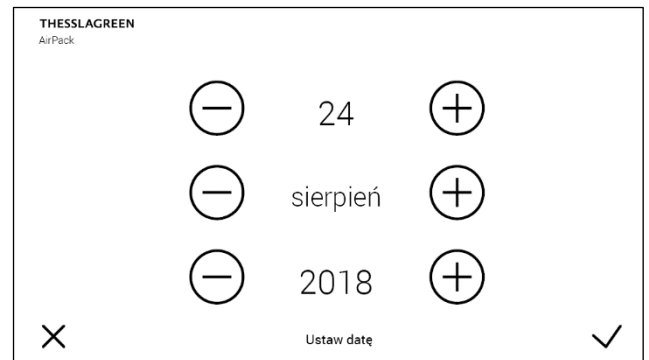 THESSLAGREEN
AirPack
24
sierpień
2018
Ustaw datę